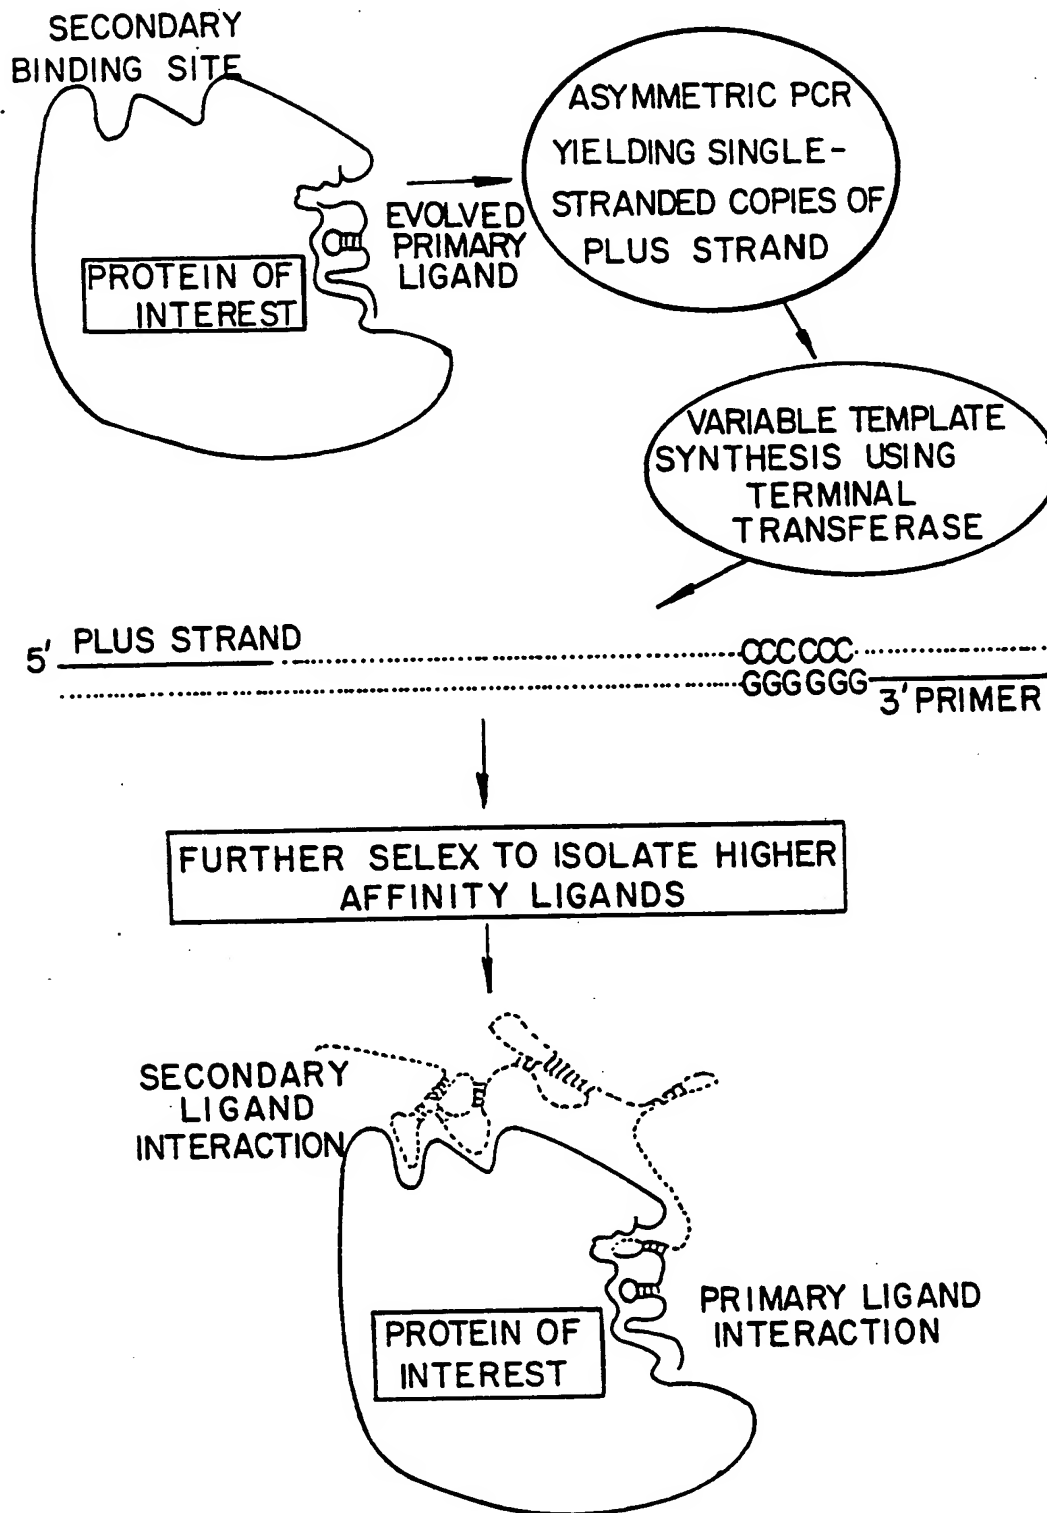 SECONDARY
BINDING SITE
ASYMMETRIC PCR
YIELDING SINGLE-
STRANDED COPIES OF
PLUS STRAND
EVOLVED
PRIMARY
LIGAND
PROTEIN OF
INTEREST
VARIABLE TEMPLATE
SYNTHESIS USING
TERMINAL
TRANSFERASE
5' PLUS STRAND
CCCCCC
GGGGGG
3' PRIMER
FURTHER SELEX TO ISOLATE HIGHER
AFFINITY LIGANDS
SECONDARY
LIGAND
INTERACTION
PRIMARY LIGAND
INTERACTION
PROTEIN OF
INTEREST